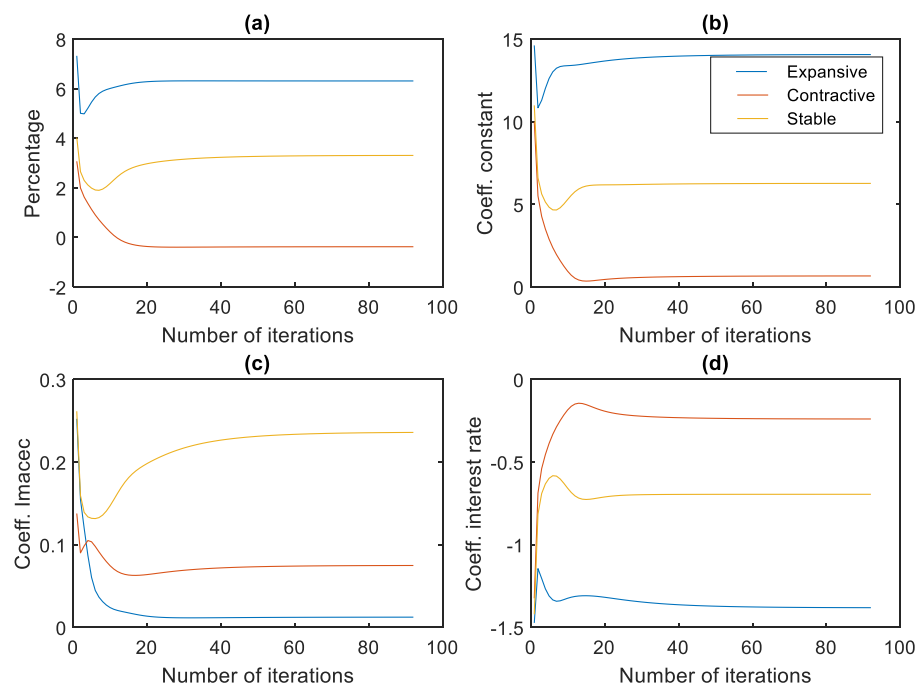 (a)
8
6
4
2
0
-2
Percentage
0 20 40 60 80 100
Number of iterations
(b)
15
10
5
0
Coeff. constant
Expansive
Contractive
Stable
0 20 40 60 80 100
Number of iterations
(c)
0.3
0.2
0.1
0
Coeff. Imacec
0 20 40 60 80 100
Number of iterations
(d)
0
-0.5
-1
-1.5
Coeff. interest rate
0 20 40 60 80 100
Number of iterations